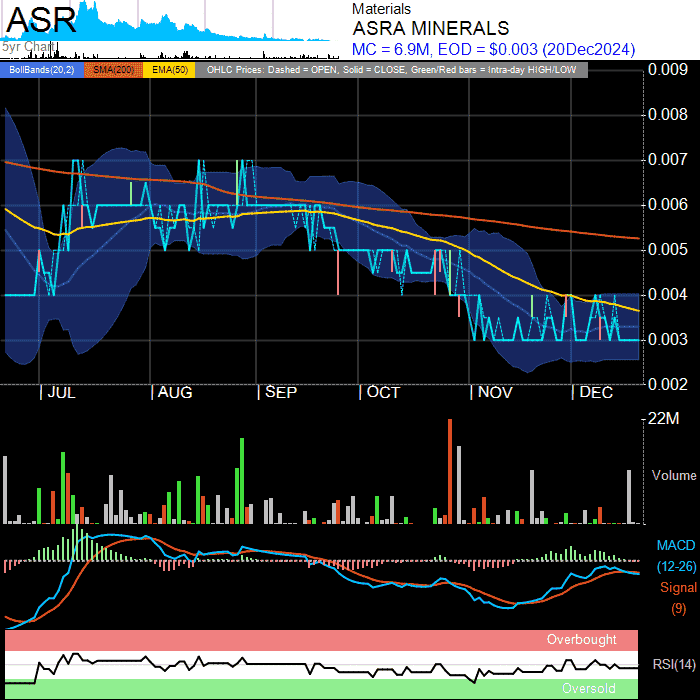 ASR
5yr Chart
Materials
ASRA MINERALS
MC = 6.9M, EOD = $0.003 (20Dec2024)
BollBands(20,2) SMA(200) EMA(50) OHLC Prices: Dashed = OPEN, Solid = CLOSE, Green/Red bars = Intra-day HIGH/LOW
0.009
0.008
0.007
0.006
0.005
0.004
0.003
0.002
JUL AUG SEP OCT NOV DEC
22M
Volume
MACD
(12-26)
Signal
(9)
Overbought
RSI(14)
Oversold